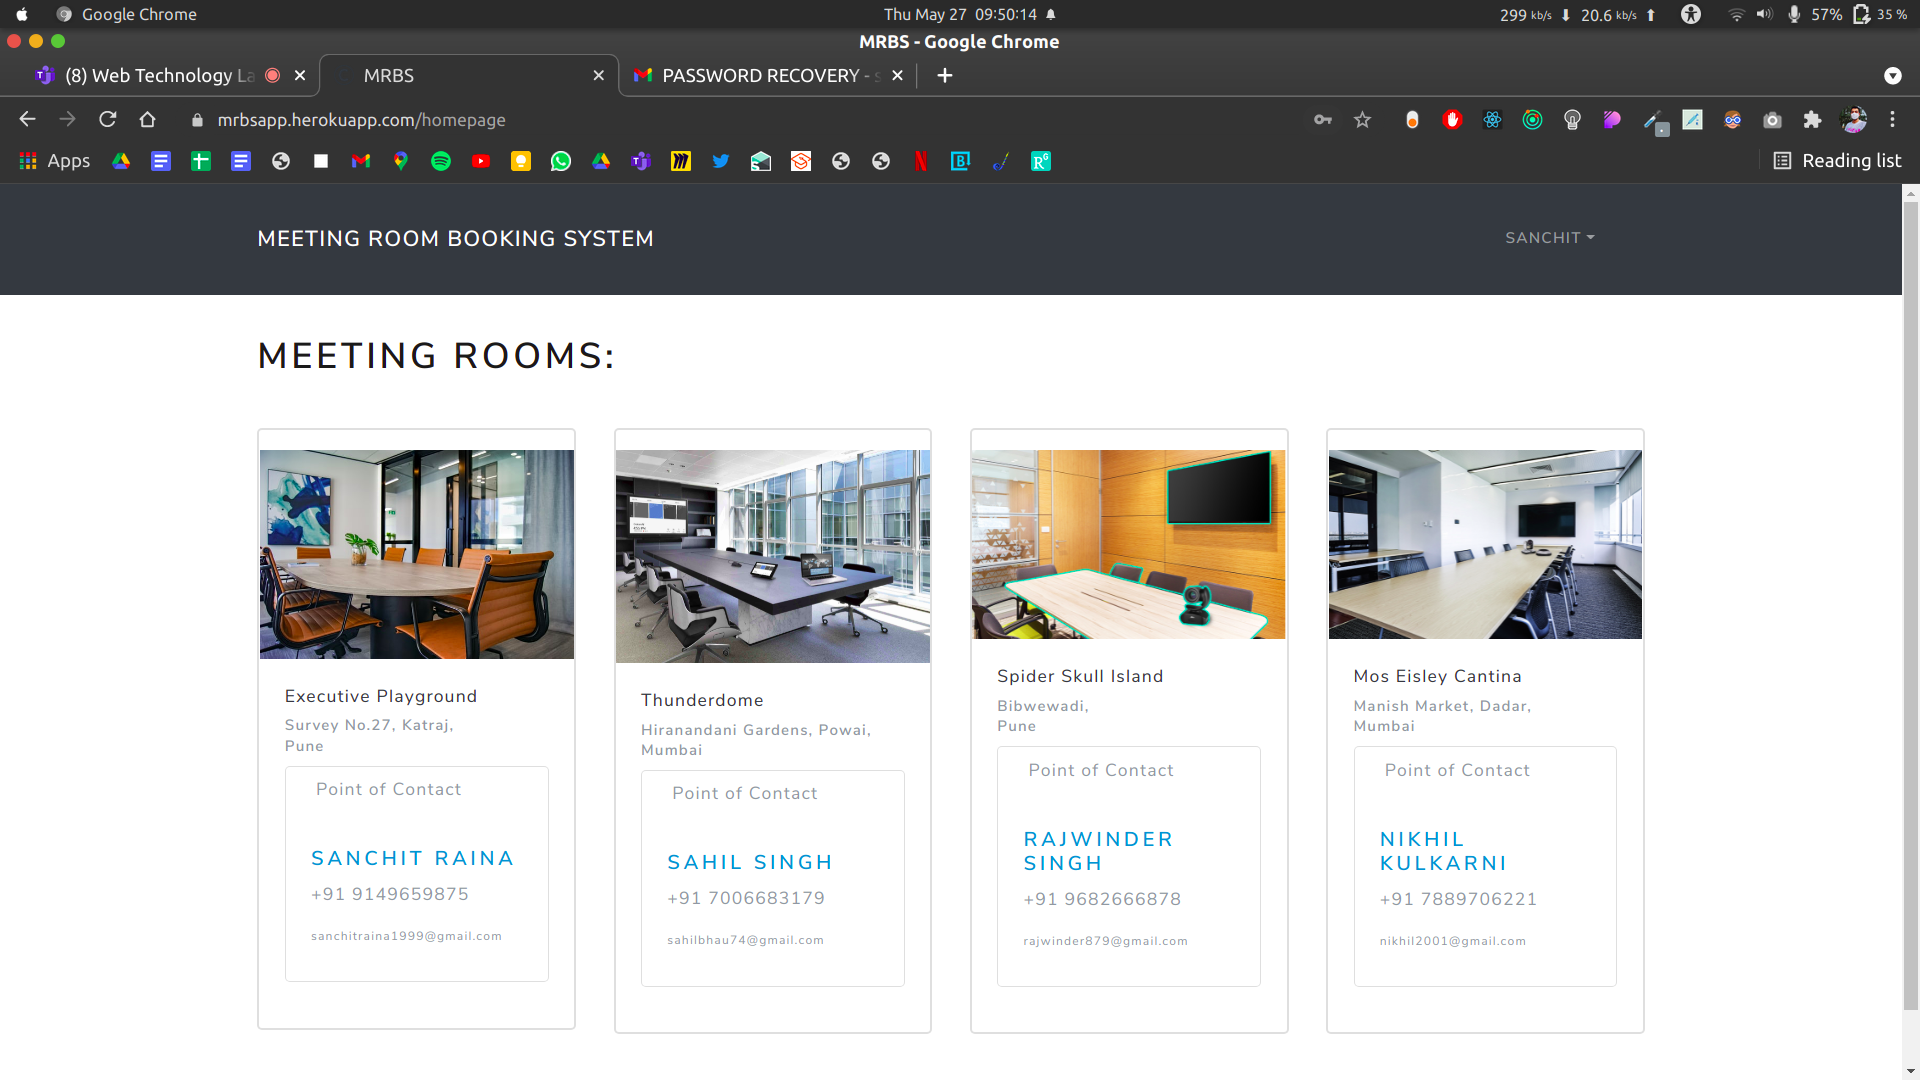 Google Chrome
Thu May 27 09:50:14
299 kb/s 20.6 kb/s 57% 35 %
MRBS - Google Chrome
(8) Web Technology La
MRBS
PASSWORD RECOVERY - s
mrbsapp.herokuapp.com/homepage
Apps
Reading list
MEETING ROOM BOOKING SYSTEM
SANCHIT
MEETING ROOMS:
Executive Playground
Survey No.27, Katraj,
Pune
Point of Contact
SANCHIT RAINA
+91 9149659875
sanchitraina1999@gmail.com
Thunderdome
Hiranandani Gardens, Powai,
Mumbai
Point of Contact
SAHIL SINGH
+91 7006683179
sahilbhau74@gmail.com
Spider Skull Island
Bibwewadi,
Pune
Point of Contact
RAJWINDER
SINGH
+91 9682666878
rajwinder879@gmail.com
Mos Eisley Cantina
Manish Market, Dadar,
Mumbai
Point of Contact
NIKHIL
KULKARNI
+91 7889706221
nikhil2001@gmail.com